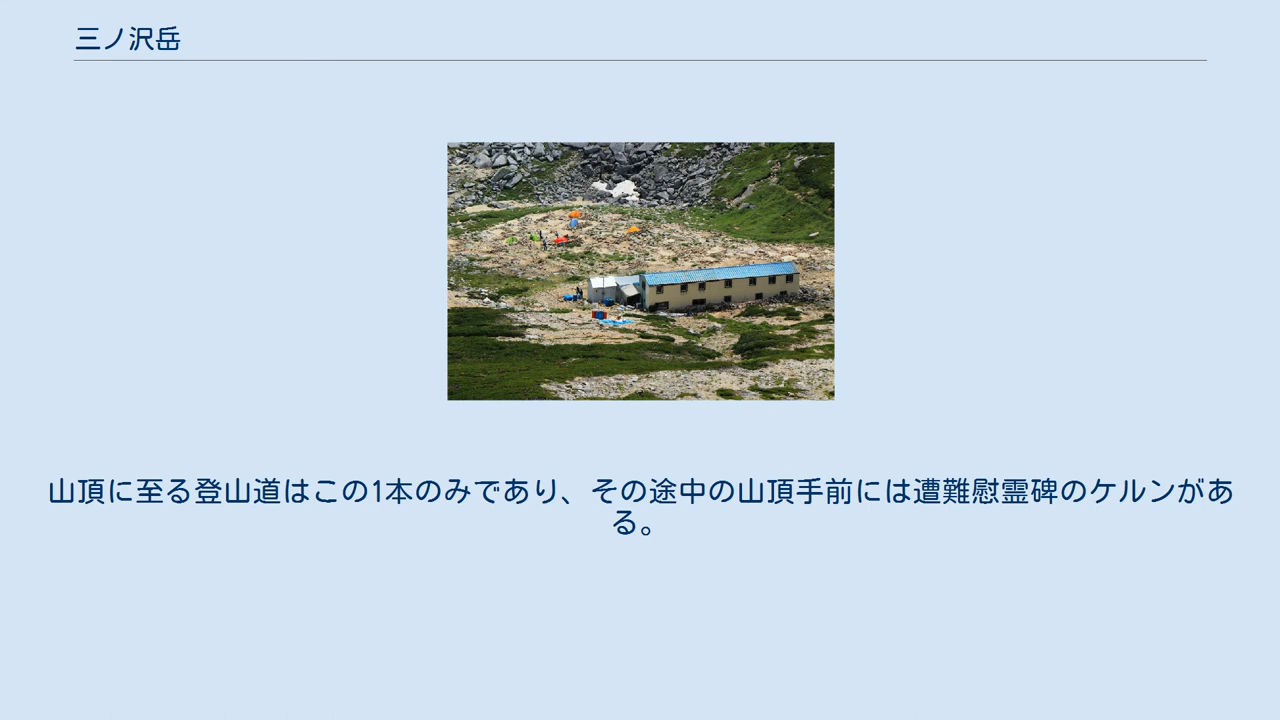 三ノ沢岳
山頂に至る登山道はこの1本のみであり、その途中の山頂手前には遭難慰霊碑のケルンがあ
る。